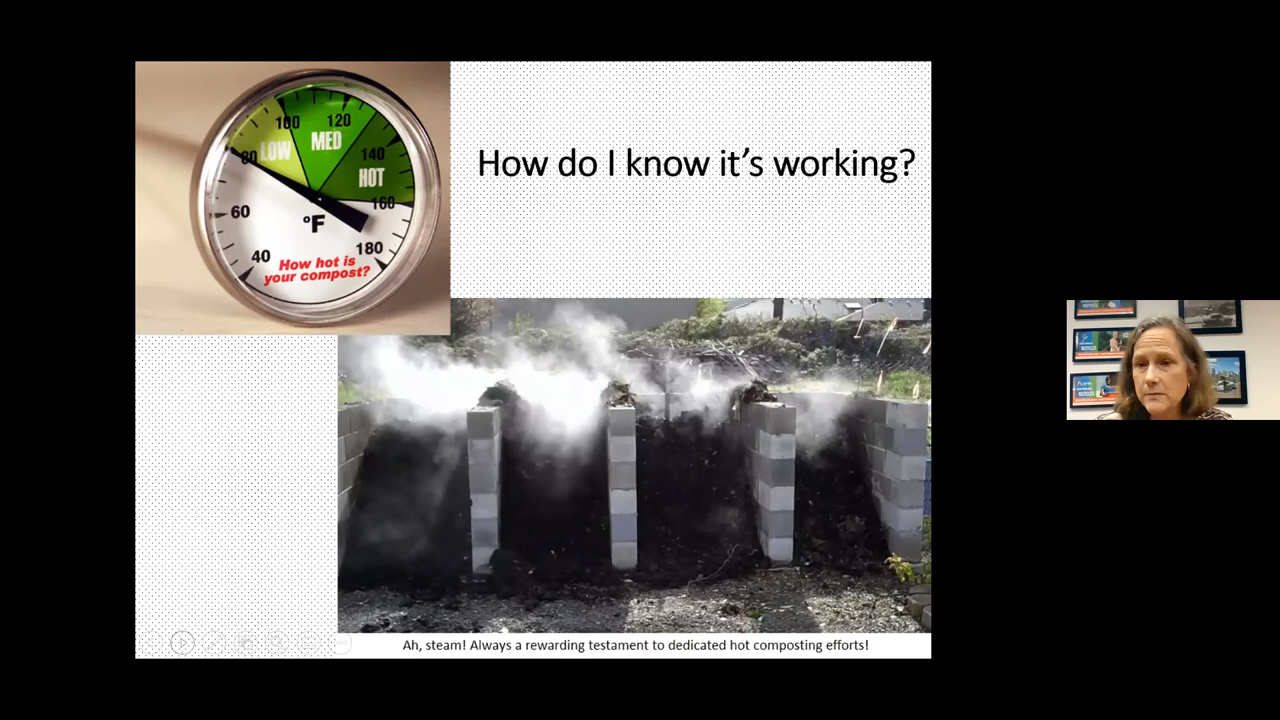 How do I know it's working?
100
120
LOW
MED
80
140
HOT
60
160
°F
40
180
How hot is
your compost?
Ah, steam! Always a rewarding testament to dedicated hot composting efforts!